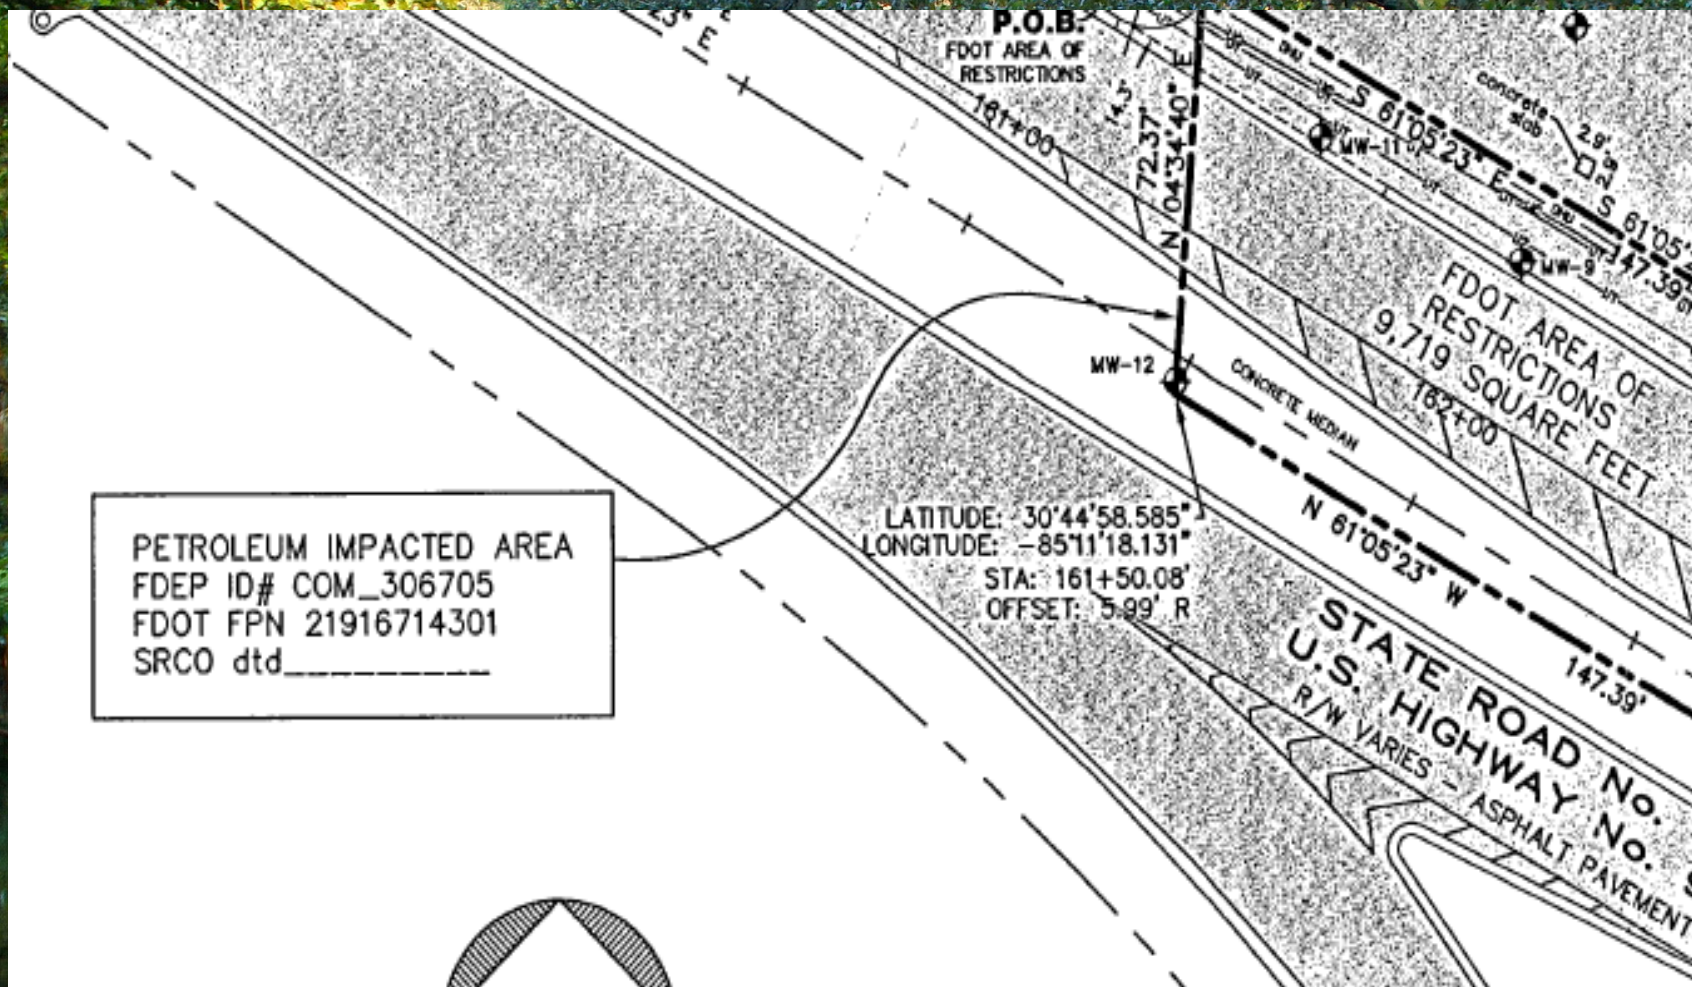 23" E
P.O.B.
FDOT AREA OF
RESTRICTIONS
161+00
72.37'
N 04°34'40" E
S 61°05'23" E
concrete
slab
2.9'
MW-11
S 61°05'2
147.39
MW-9
FDOT AREA OF
RESTRICTIONS
9,719 SQUARE FEET
MW-12
CONCRETE MEDIAN
162+00
LATITUDE: 30°44'58.585"
LONGITUDE: -85°11'18.131"
STA: 161+50.08'
OFFSET: 5.99' R
N 61°05'23" W
147.39'
PETROLEUM IMPACTED AREA
FDEP ID# COM_306705
FDOT FPN 21916714301
SRCO dtd__________
STATE ROAD No.
U.S. HIGHWAY No.
R/W VARIES - ASPHALT PAVEMENT